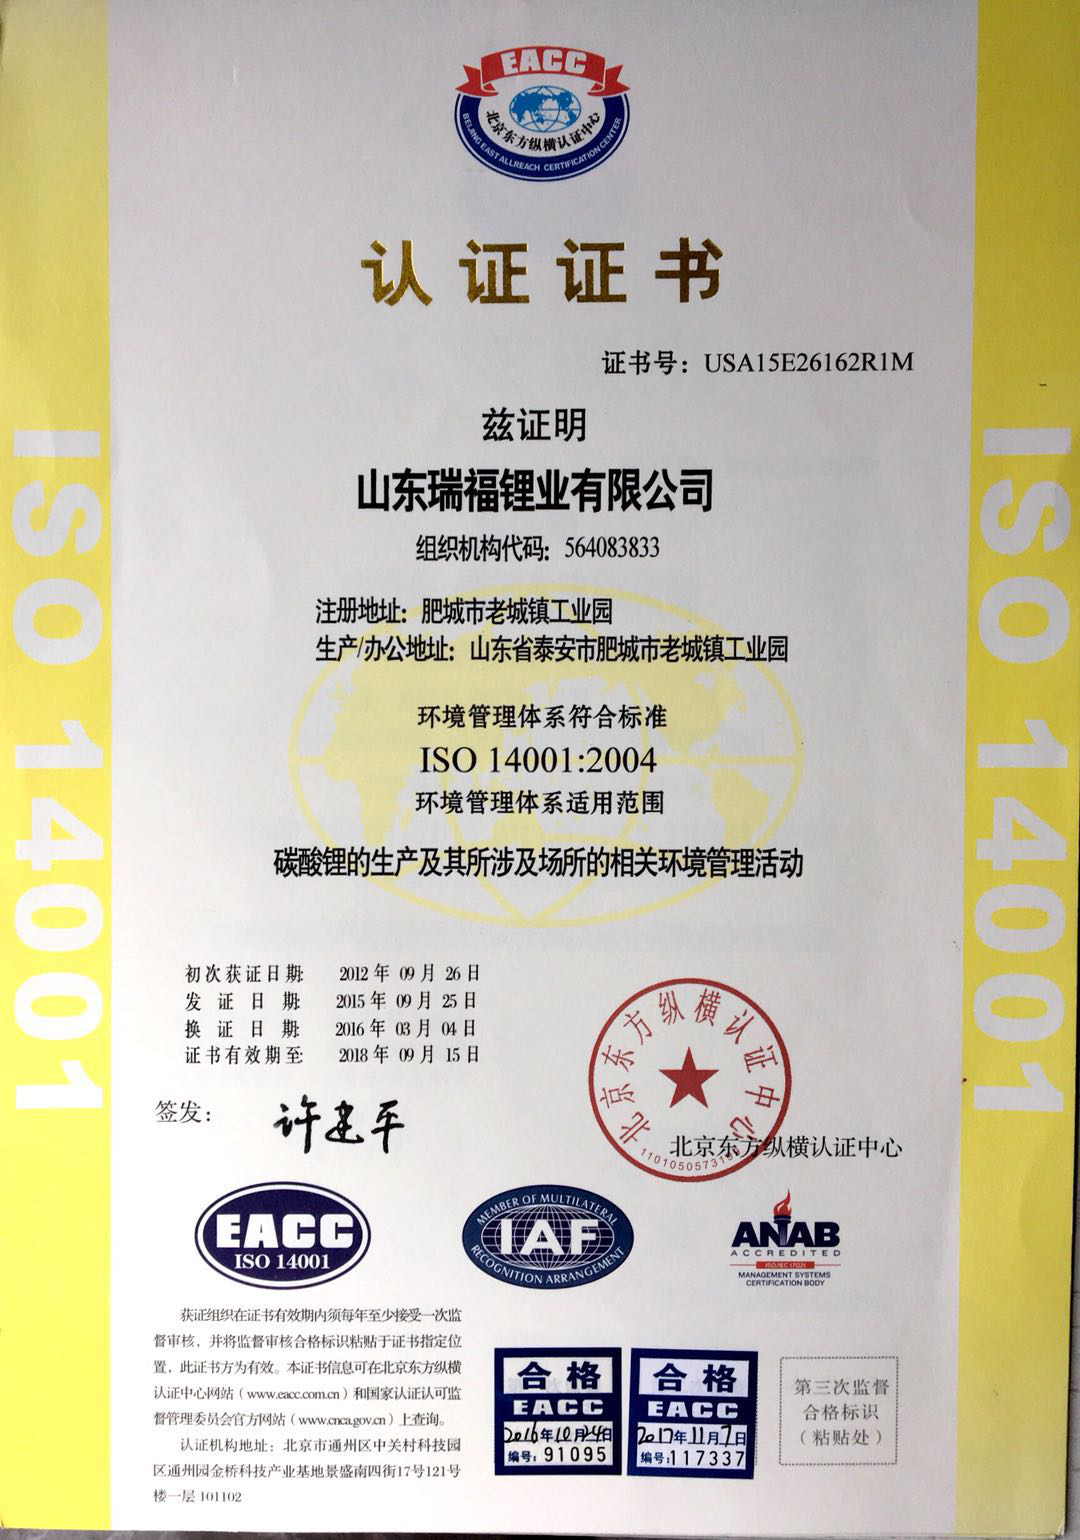 EACC
北京东方纵横认证中心
BEIJING EAST ALLREACH CERTIFICATION CENTER
认证证书
证书号：USA15E26162R1M
兹证明
山东瑞福锂业有限公司
组织机构代码：564083833
注册地址：肥城市老城镇工业园
生产/办公地址：山东省泰安市肥城市老城镇工业园
环境管理体系符合标准
ISO 14001:2004
环境管理体系适用范围
碳酸锂的生产及其所涉及场所的相关环境管理活动
ISO 14001
ISO 14001
初次获证日期: 2012年 09月 26日
发证日期: 2015年 09月 25日
换证日期: 2016年 03月 04日
证书有效期至: 2018年 09月 15日
签发：许建平
北京东方纵横认证中心
北京东方纵横认证中心
EACC
ISO 14001
MEMBER OF MULTILATERAL
IAF
RECOGNITION ARRANGEMENT
ANAB
ACCREDITED
ISO/IEC 17021
MANAGEMENT SYSTEMS
CERTIFICATION BODY
获证组织在证书有效期内须每年至少接受一次监
督审核，并将监督审核合格标识粘贴于证书指定位
置，此证书方为有效。本证书信息可在北京东方纵横
认证中心网站（www.eacc.com.cn）和国家认证认可监
督管理委员会官方网站（www.cnca.gov.cn）上查询。
认证机构地址：北京市通州区中关村科技园
区通州园金桥科技产业基地景盛南四街17号121号
楼一层 101102
合格
EACC
2016年10月24日
编号:91095
合格
EACC
2017年11月7日
编号:117337
第三次监督
合格标识
（粘贴处）